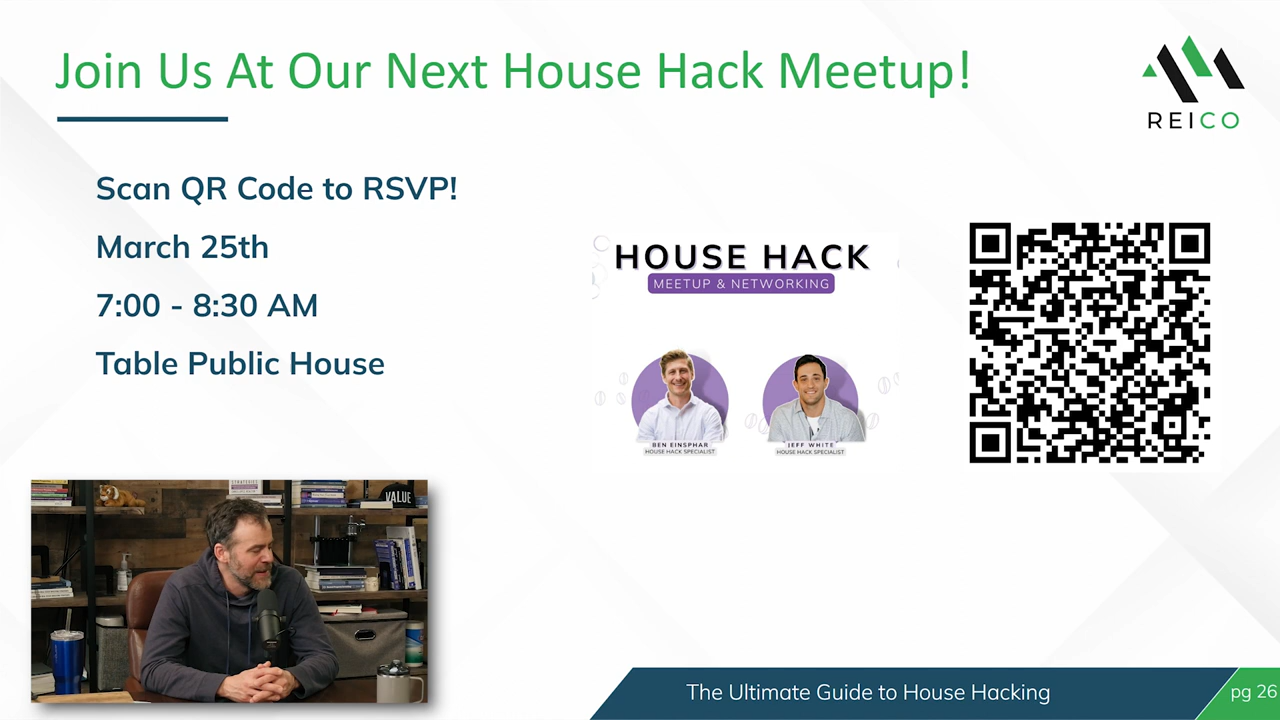 Join Us At Our Next House Hack Meetup!
REICO
Scan QR Code to RSVP!
March 25th
7:00 - 8:30 AM
Table Public House
HOUSE HACK
MEETUP & NETWORKING
BEN EINSPHAR
HOUSE HACK SPECIALIST
JEFF WHITE
HOUSE HACK SPECIALIST
VALUE
The Ultimate Guide to House Hacking
pg 26